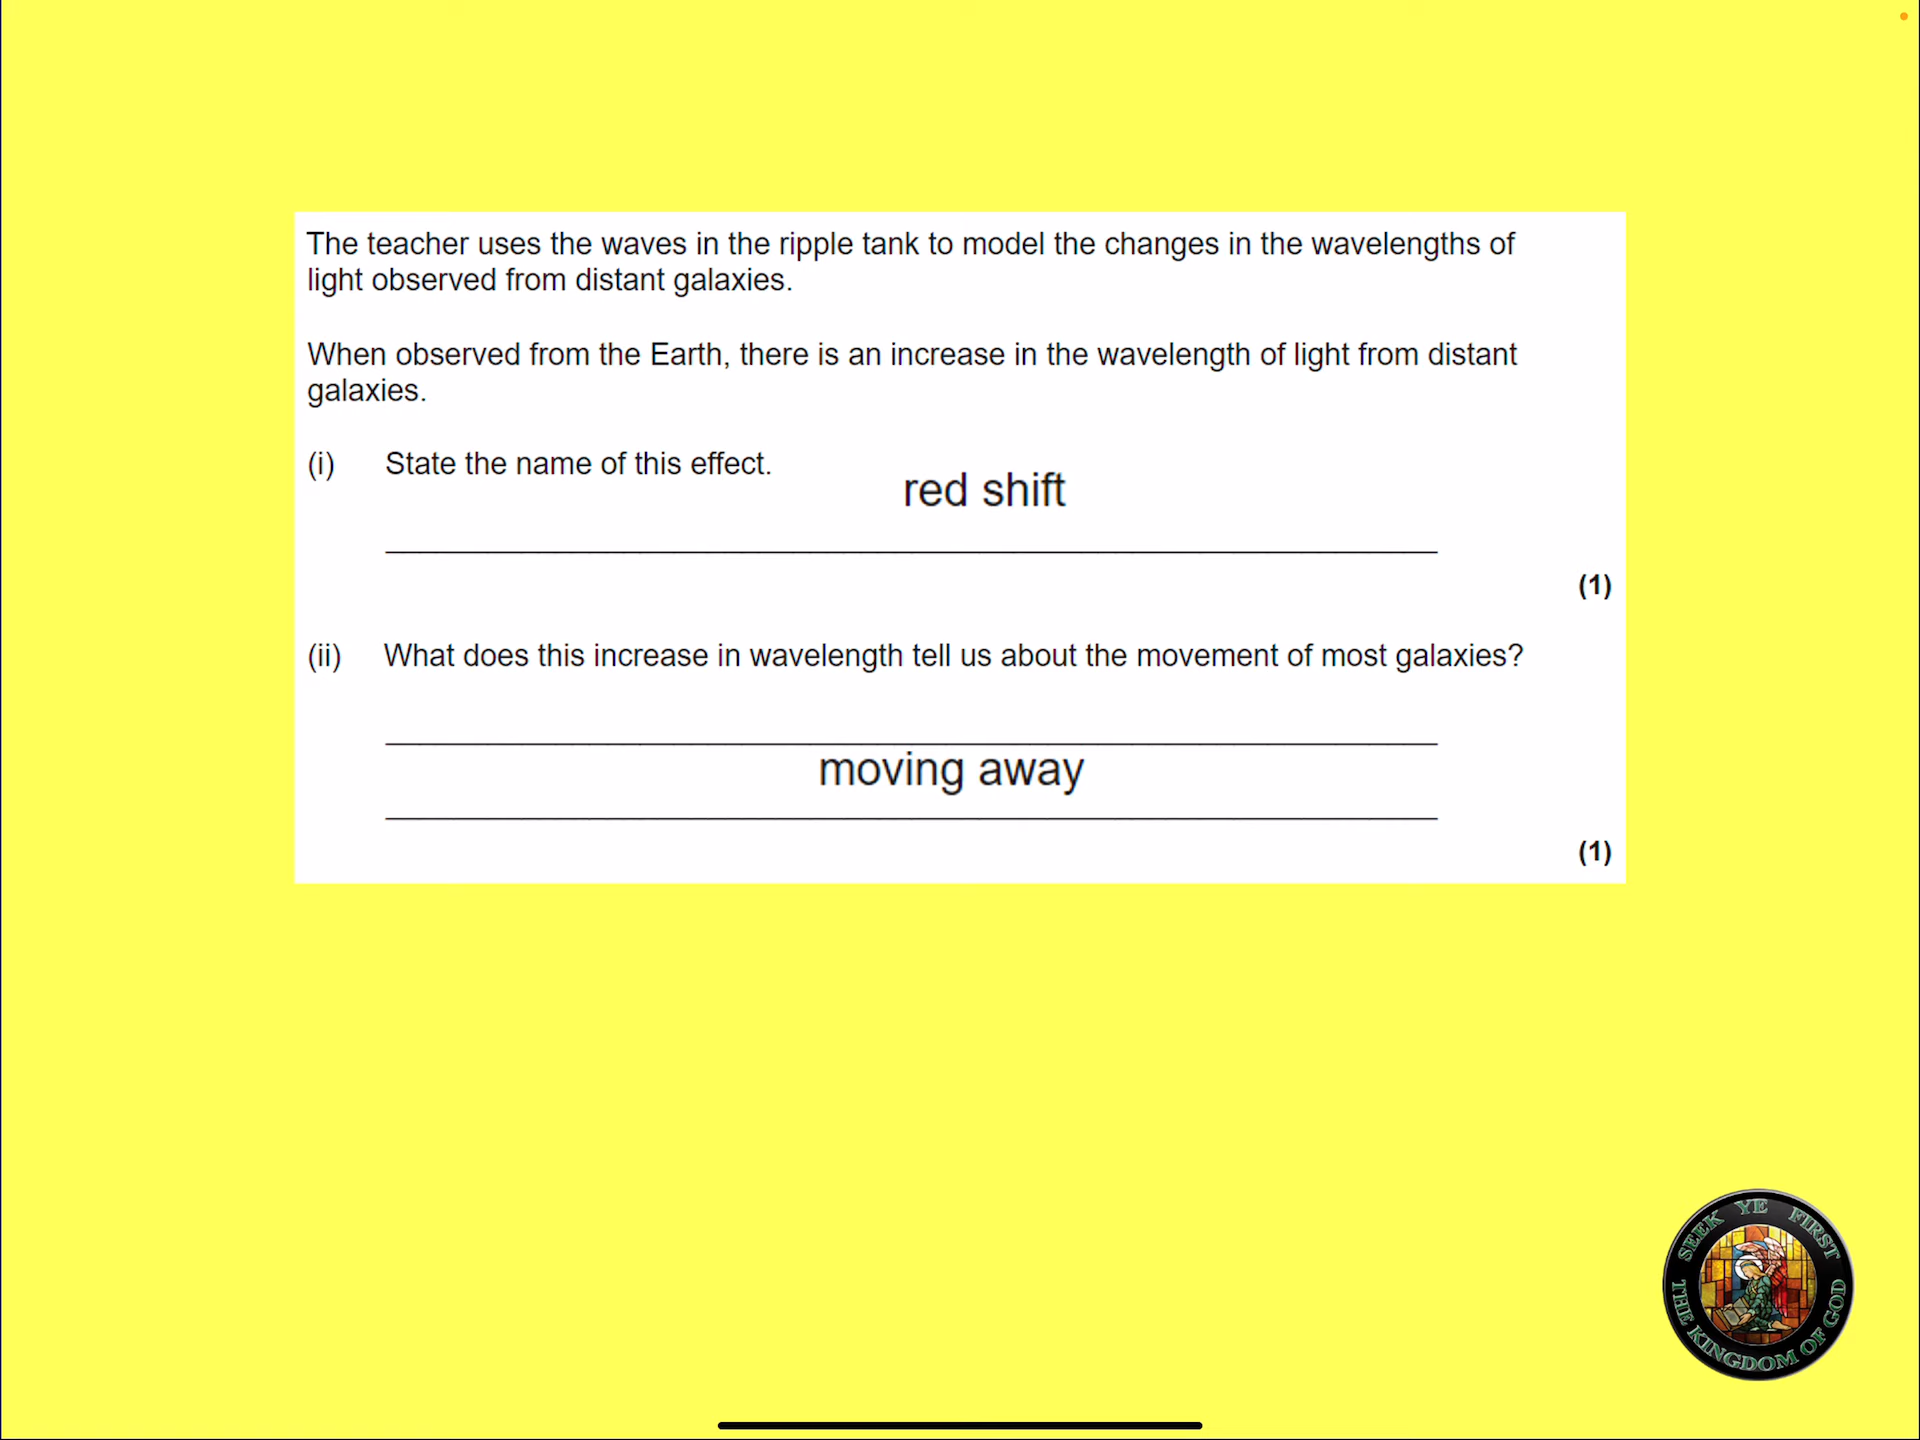 The teacher uses the waves in the ripple tank to model the changes in the wavelengths of
light observed from distant galaxies.
When observed from the Earth, there is an increase in the wavelength of light from distant
galaxies.
(i) State the name of this effect.
red shift
(1)
(ii) What does this increase in wavelength tell us about the movement of most galaxies?
moving away
(1)
SEEK YE FIRST
THE KINGDOM OF GOD